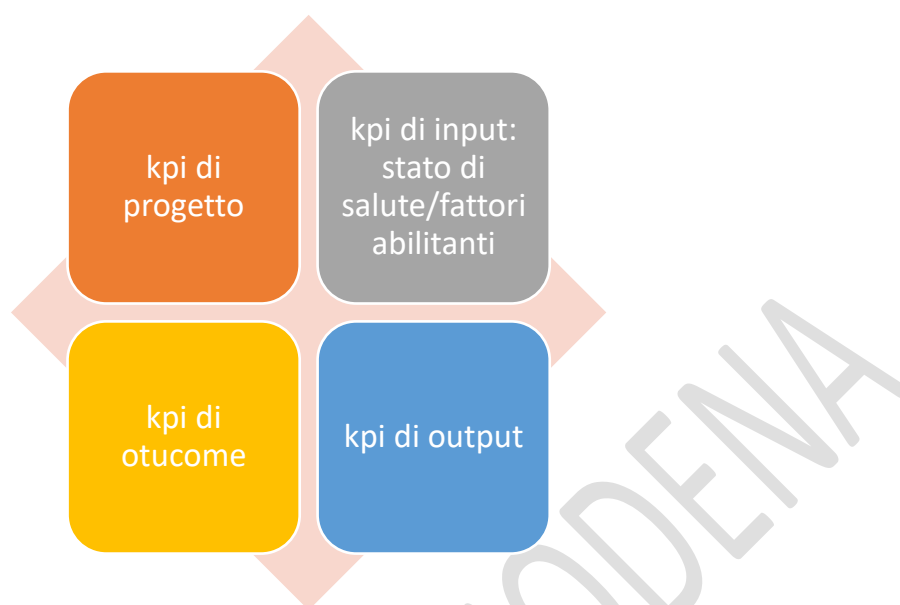 kpi di
progetto
kpi di input:
stato di
salute/fattori
abilitanti
kpi di
otucome
kpi di output
ODENA